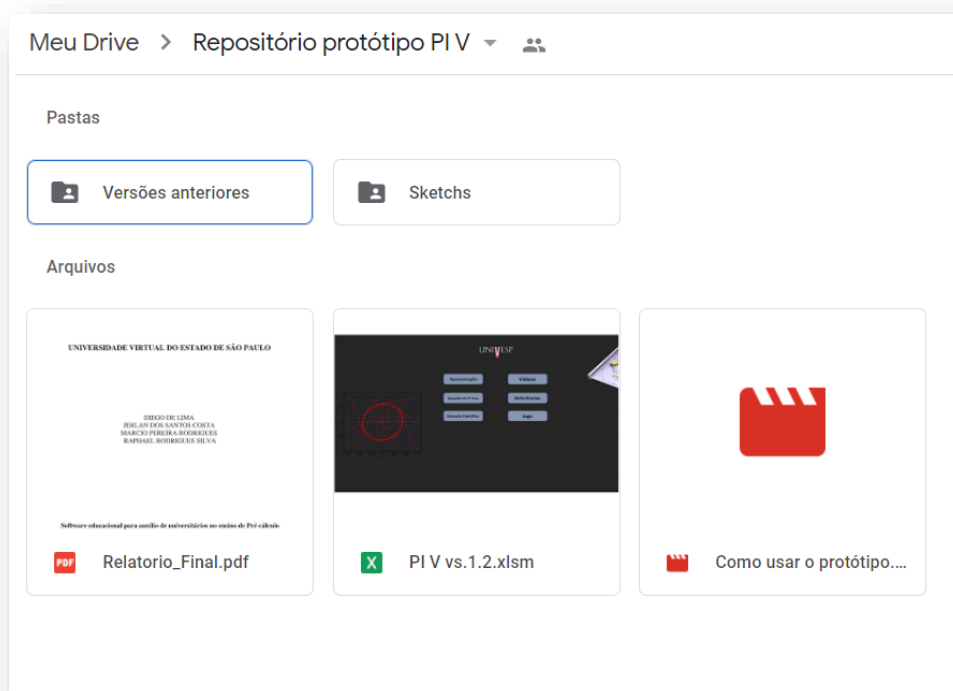 Meu Drive > Repositório protótipo PI V
Pastas
Versões anteriores
Sketchs
Arquivos
UNIVERSIDADE VIRTUAL DO ESTADO DE SÃO PAULO
DIEGO DE LIMA
JERLAN DOS SANTOS COSTA
MARCIO PEREIRA RODRIGUES
RAPHAEL RODRIGUES SILVA
Software educacional para auxílio de universitários no ensino de Pré-cálculo
PDF
Relatorio_Final.pdf
UNIVESP
Apresentação
Vídeos
Referências
Jogar
X
PI V vs.1.2.xlsm
Como usar o protótipo....